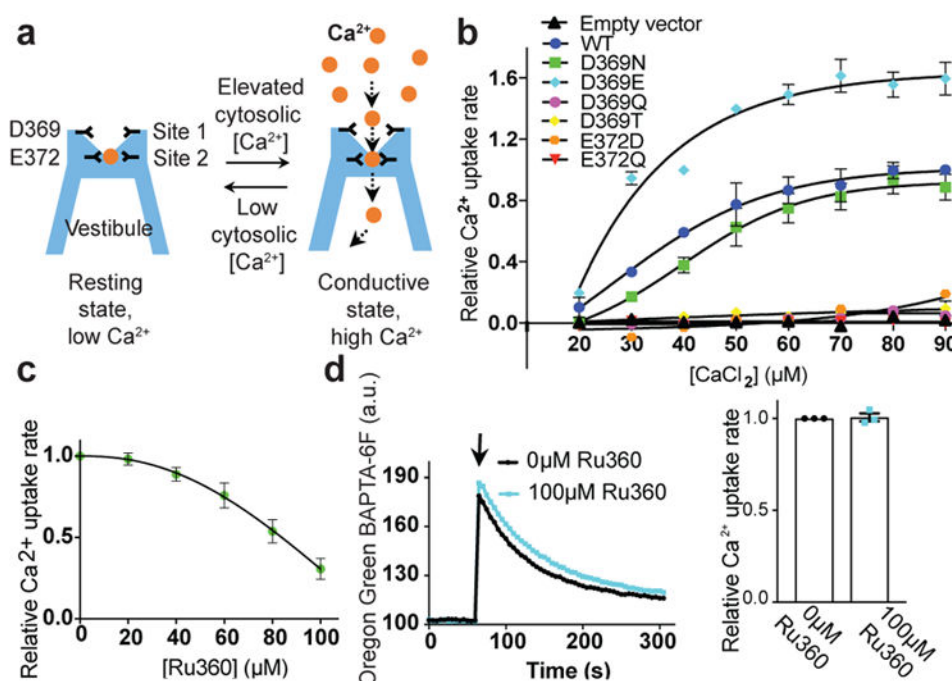 a
Ca²⁺
D369
E372
Site 1
Site 2
Elevated
cytosolic
[Ca²⁺]
Low
cytosolic
[Ca²⁺]
Vestibule
Resting
state,
low Ca²⁺
Conductive
state,
high Ca²⁺
b
Empty vector
WT
D369N
D369E
D369Q
D369T
E372D
E372Q
Relative Ca²⁺ uptake rate
1.6
1.2
0.8
0.4
0.0
20 30 40 50 60 70 80 90
[CaCl₂] (µM)
c
Relative Ca2+ uptake rate
1.0
0.5
0.0
0 20 40 60 80 100
[Ru360] (µM)
d
Oregon Green BAPTA-6F (a.u.)
190
160
130
100
0µM Ru360
100µM Ru360
0 100 200 300
Time (s)
Relative Ca²⁺ uptake rate
1.0
0.5
0.0
0µM
Ru360
100µM
Ru360